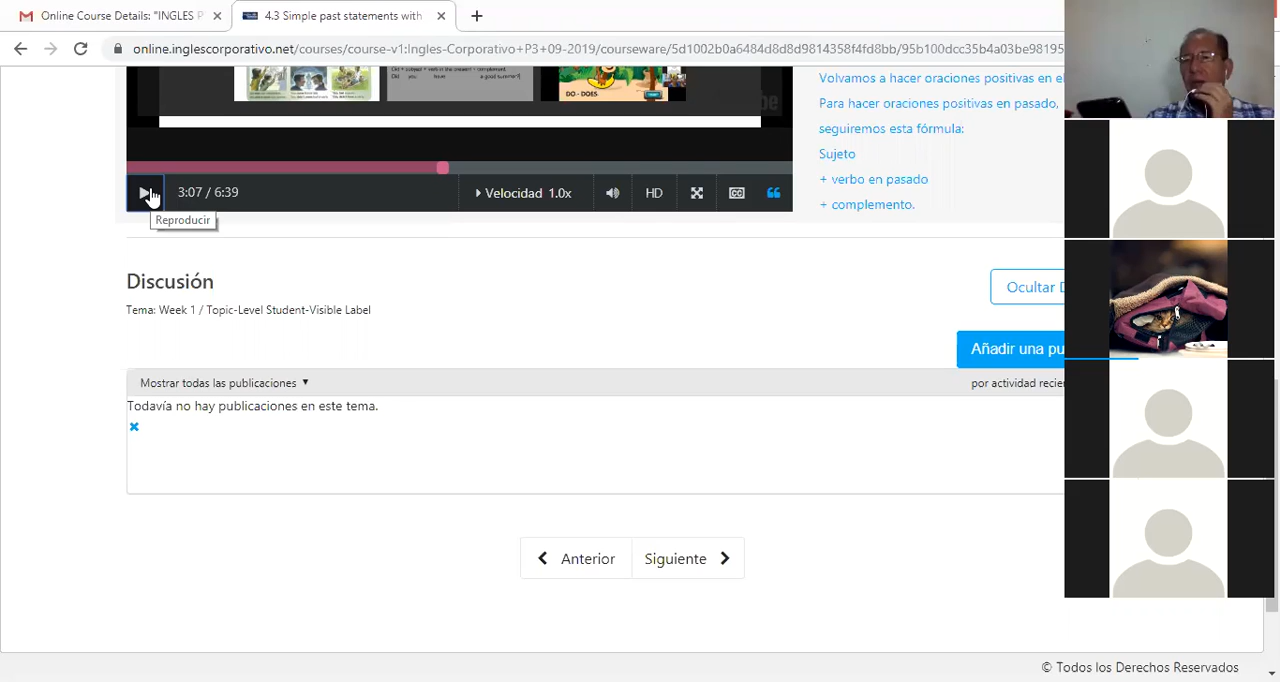 Online Course Details: "INGLES P
4.3 Simple past statements with
online.inglescorporativo.net/courses/course-v1:Ingles-Corporativo+P3+09-2019/courseware/5d1002b0a6484d8d8d9814358f4fd8bb/95b100dcc35b4a03be98195
DO - DOES
Volvamos a hacer oraciones positivas en el
Para hacer oraciones positivas en pasado,
seguiremos esta fórmula:
Sujeto
+ verbo en pasado
+ complemento.
3:07 / 6:39
Velocidad 1.0x
HD
Reproducir
Discusión
Tema: Week 1 / Topic-Level Student-Visible Label
Ocultar D
Añadir una pu
Mostrar todas las publicaciones
por actividad recien
Todavía no hay publicaciones en este tema.
Anterior
Siguiente
© Todos los Derechos Reservados